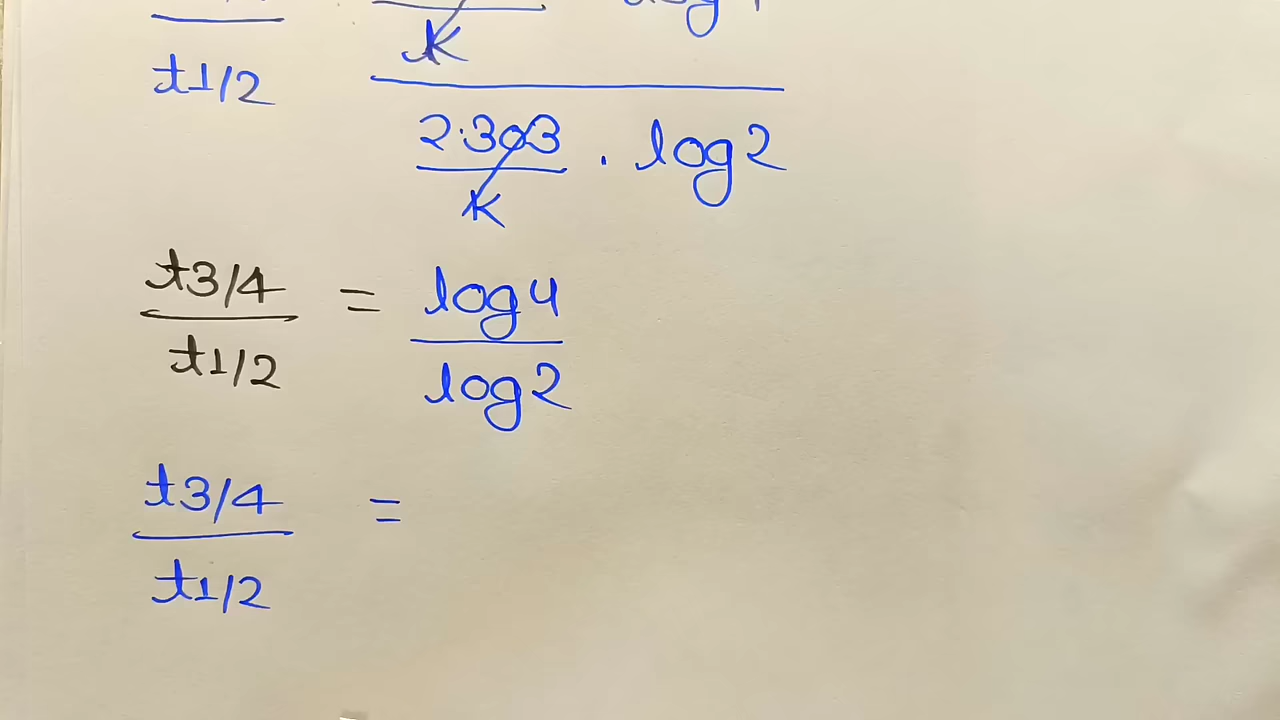 t1/2 K
2.303/K . log2
t3/4 / t1/2 = log4 / log2
t3/4 / t1/2 =